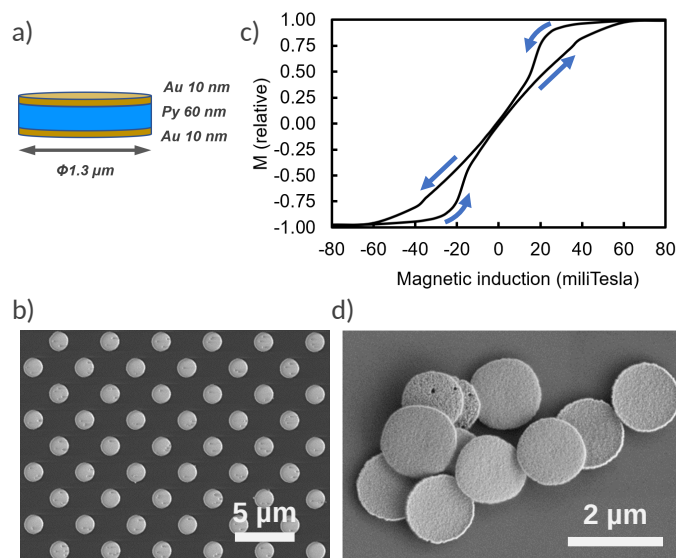 a)
Au 10 nm
Py 60 nm
Au 10 nm
Φ1.3 µm
c)
M (relative)
1.00
0.75
0.50
0.25
0.00
-0.25
-0.50
-0.75
-1.00
-80 -60 -40 -20 0 20 40 60 80
Magnetic induction (miliTesla)
b)
5 µm
d)
2 µm